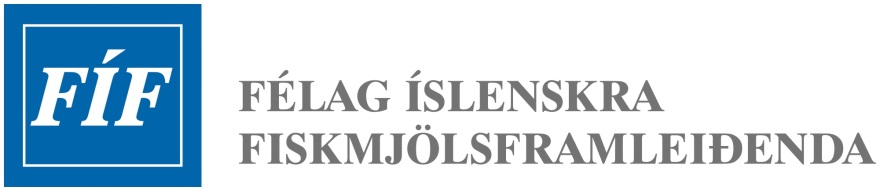 FÍF
FÉLAG ÍSLENSKRA
FISKMJÖLSFRAMLEIÐENDA